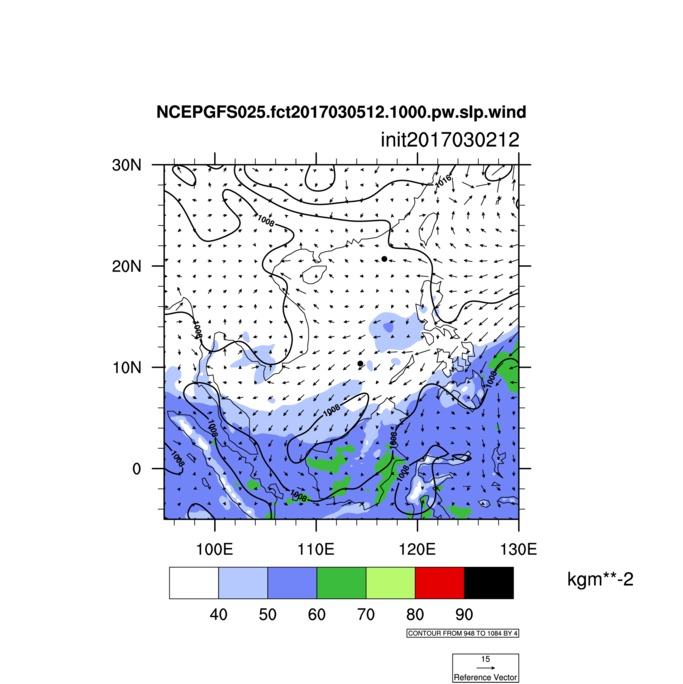 NCEPGFS025.fct2017030512.1000.pw.slp.wind
init2017030212
30N
20N
10N
0
1016
1008
1008
1008
1008
1008
1008
1008
1008
1008
100E 110E 120E 130E
kgm**-2
40 50 60 70 80 90
CONTOUR FROM 948 TO 1084 BY 4
15
Reference Vector